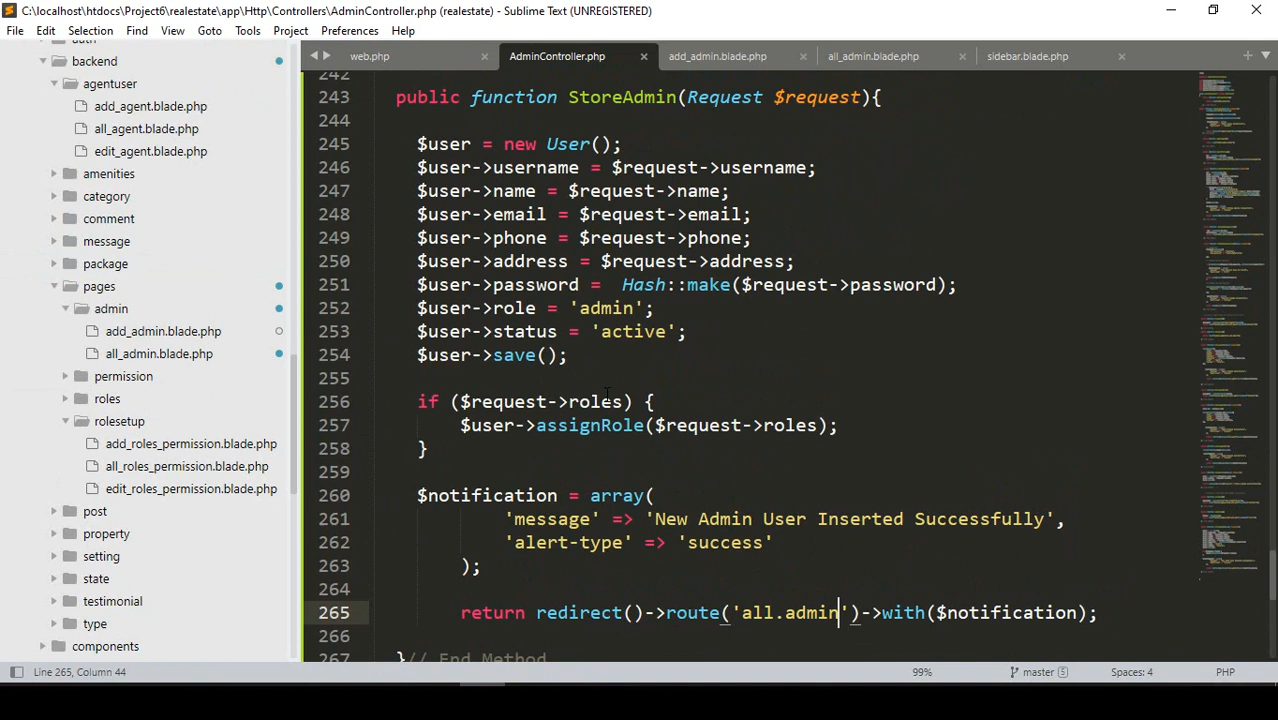 C:\localhost\htdocs\Project6\realestate\app\Http\Controllers\AdminController.php (realestate) - Sublime Text (UNREGISTERED)
File Edit Selection Find View Goto Tools Project Preferences Help
web.php AdminController.php add_admin.blade.php all_admin.blade.php sidebar.blade.php
backend
agentuser
add_agent.blade.php
all_agent.blade.php
edit_agent.blade.php
amenities
category
comment
message
package
pages
admin
add_admin.blade.php
all_admin.blade.php
permission
roles
rolesetup
add_roles_permission.blade.php
all_roles_permission.blade.php
edit_roles_permission.blade.php
post
property
setting
state
testimonial
type
components
242
243 public function StoreAdmin(Request $request){
244
245 $user = new User();
246 $user->username = $request->username;
247 $user->name = $request->name;
248 $user->email = $request->email;
249 $user->phone = $request->phone;
250 $user->address = $request->address;
251 $user->password =  Hash::make($request->password);
252 $user->role = 'admin';
253 $user->status = 'active';
254 $user->save();
255
256 if ($request->roles) {
257 $user->assignRole($request->roles);
258 }
259
260 $notification = array(
261 'message' => 'New Admin User Inserted Successfully',
262 'alert-type' => 'success'
263 );
264
265 return redirect()->route('all.admin')->with($notification);
266
267 }// End Method
Line 265, Column 44 99% master 5 Spaces: 4 PHP